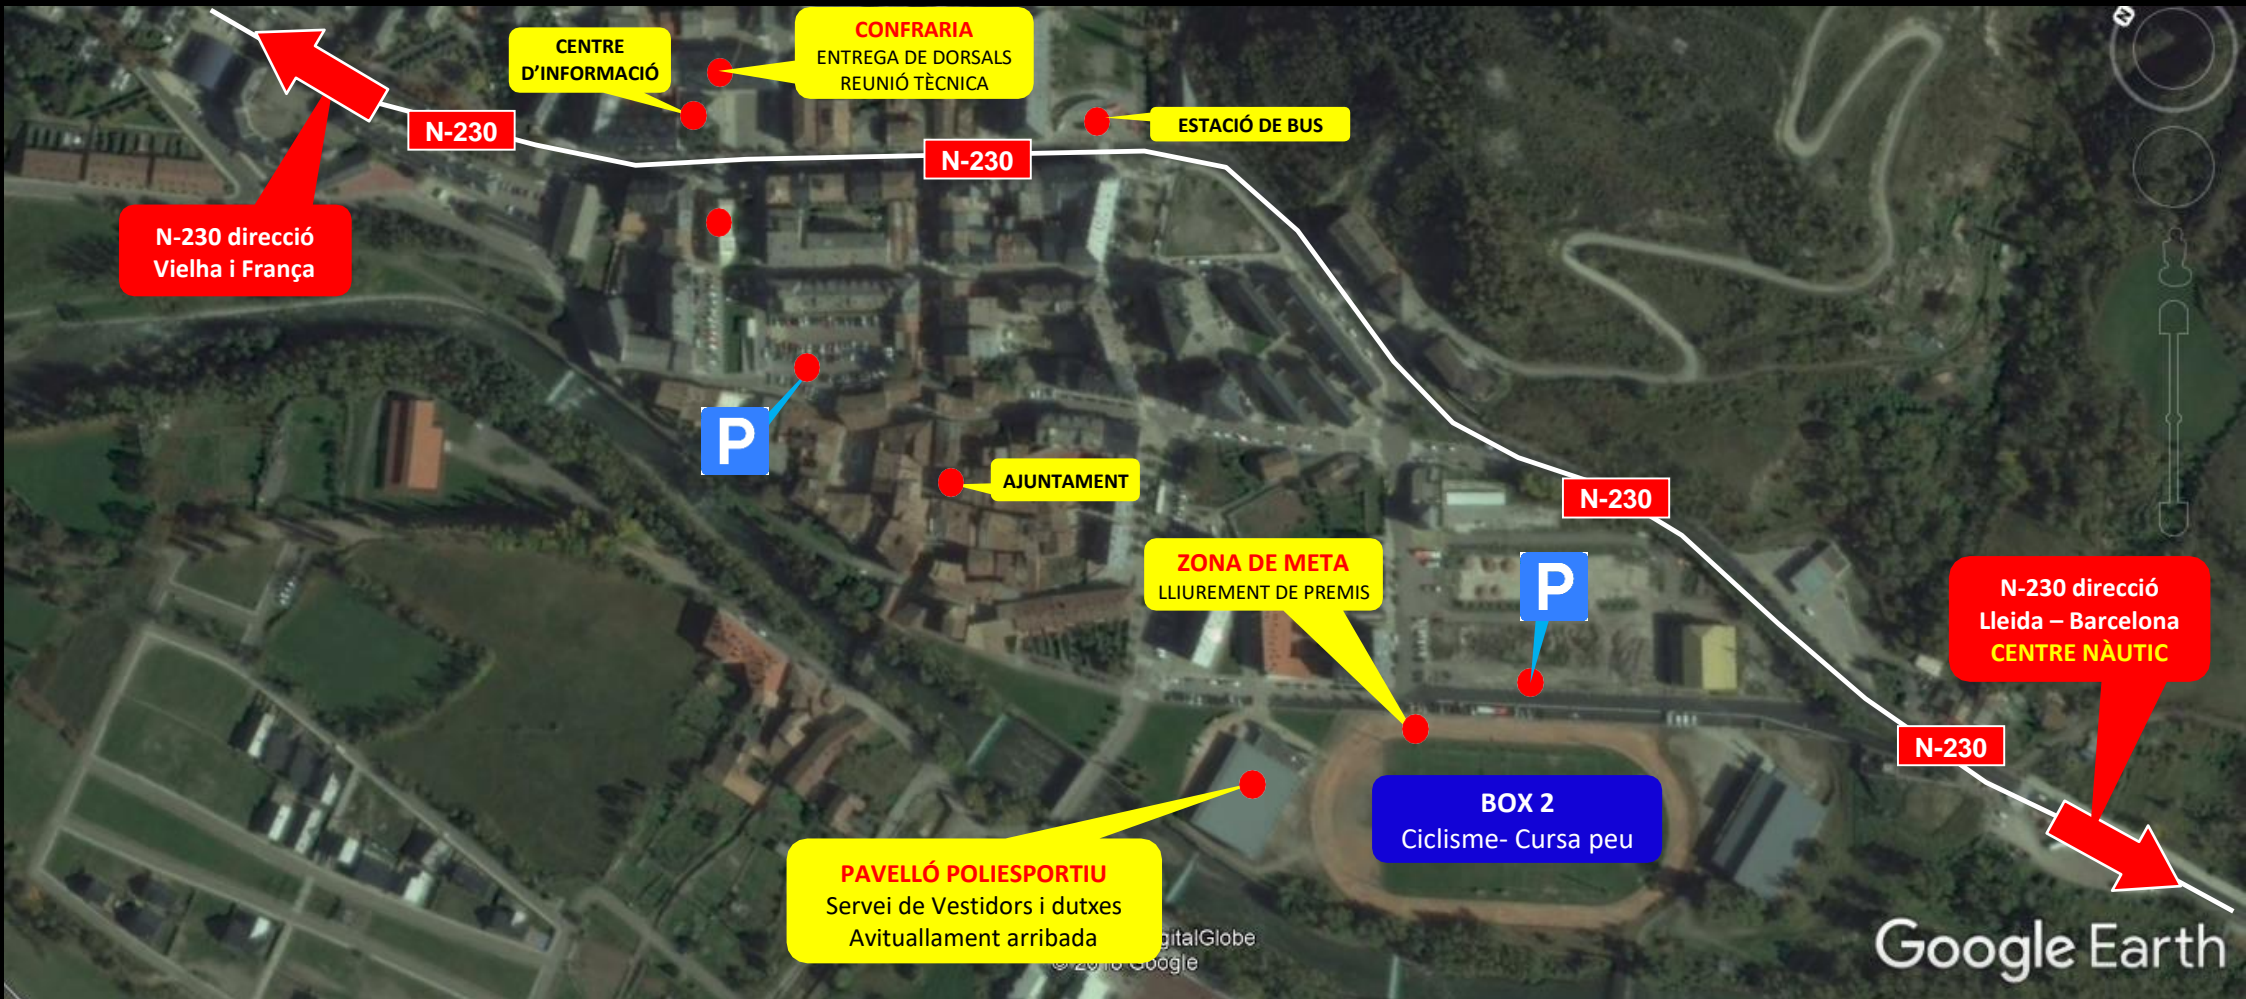 CONFRARIA
ENTREGA DE DORSALS
REUNIÓ TÈCNICA
CENTRE
D'INFORMACIÓ
N-230
ESTACIÓ DE BUS
N-230
N-230 direcció
Vielha i França
P
AJUNTAMENT
N-230
ZONA DE META
LLIUREMENT DE PREMIS
P
N-230 direcció
Lleida – Barcelona
CENTRE NÀUTIC
N-230
BOX 2
Ciclisme- Cursa peu
PAVELLÓ POLIESPORTIU
Servei de Vestidors i dutxes
Avituallament arribada
gitalGlobe
Google
Google Earth
N